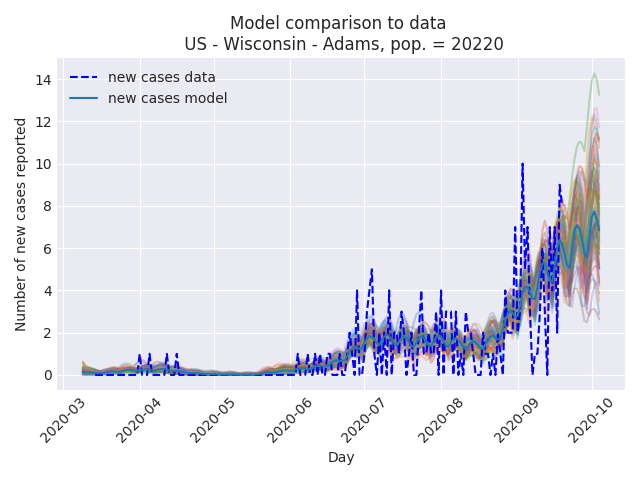 Model comparison to data
US - Wisconsin - Adams, pop. = 20220
new cases data
new cases model
Number of new cases reported
14
12
10
8
6
4
2
0
2020-03
2020-04
2020-05
2020-06
2020-07
2020-08
2020-09
2020-10
Day